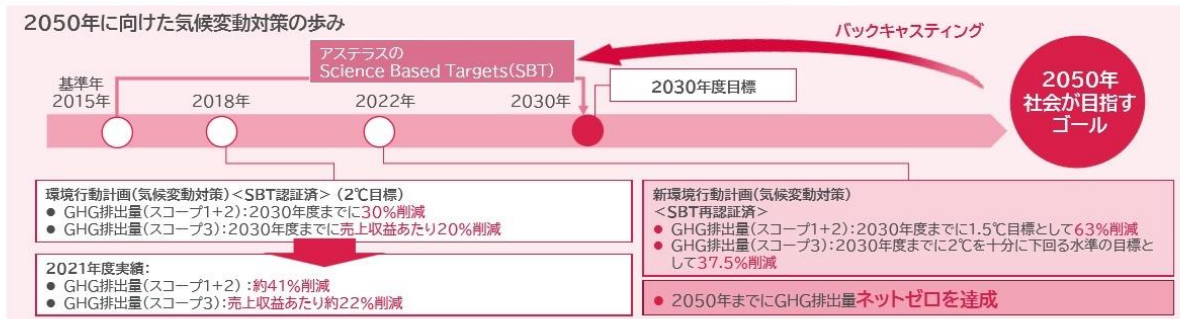 2050年に向けた気候変動対策の歩み
バックキャスティング
アステラスの
Science Based Targets(SBT)
基準年
2015年
2018年
2022年
2030年
2030年度目標
2050年
社会が目指す
ゴール
環境行動計画(気候変動対策)<SBT認証済> (2℃目標)
● GHG排出量(スコープ1+2):2030年度までに30%削減
● GHG排出量(スコープ3):2030年度までに売上収益あたり20%削減
2021年度実績:
● GHG排出量(スコープ1+2) :約41%削減
● GHG排出量(スコープ3):売上収益あたり約22%削減
新環境行動計画(気候変動対策)
<SBT再認証済>
● GHG排出量(スコープ1+2):2030年度までに1.5℃目標として63%削減
● GHG排出量(スコープ3):2030年度までに2℃を十分に下回る水準の目標と
して37.5%削減
● 2050年までにGHG排出量ネットゼロを達成